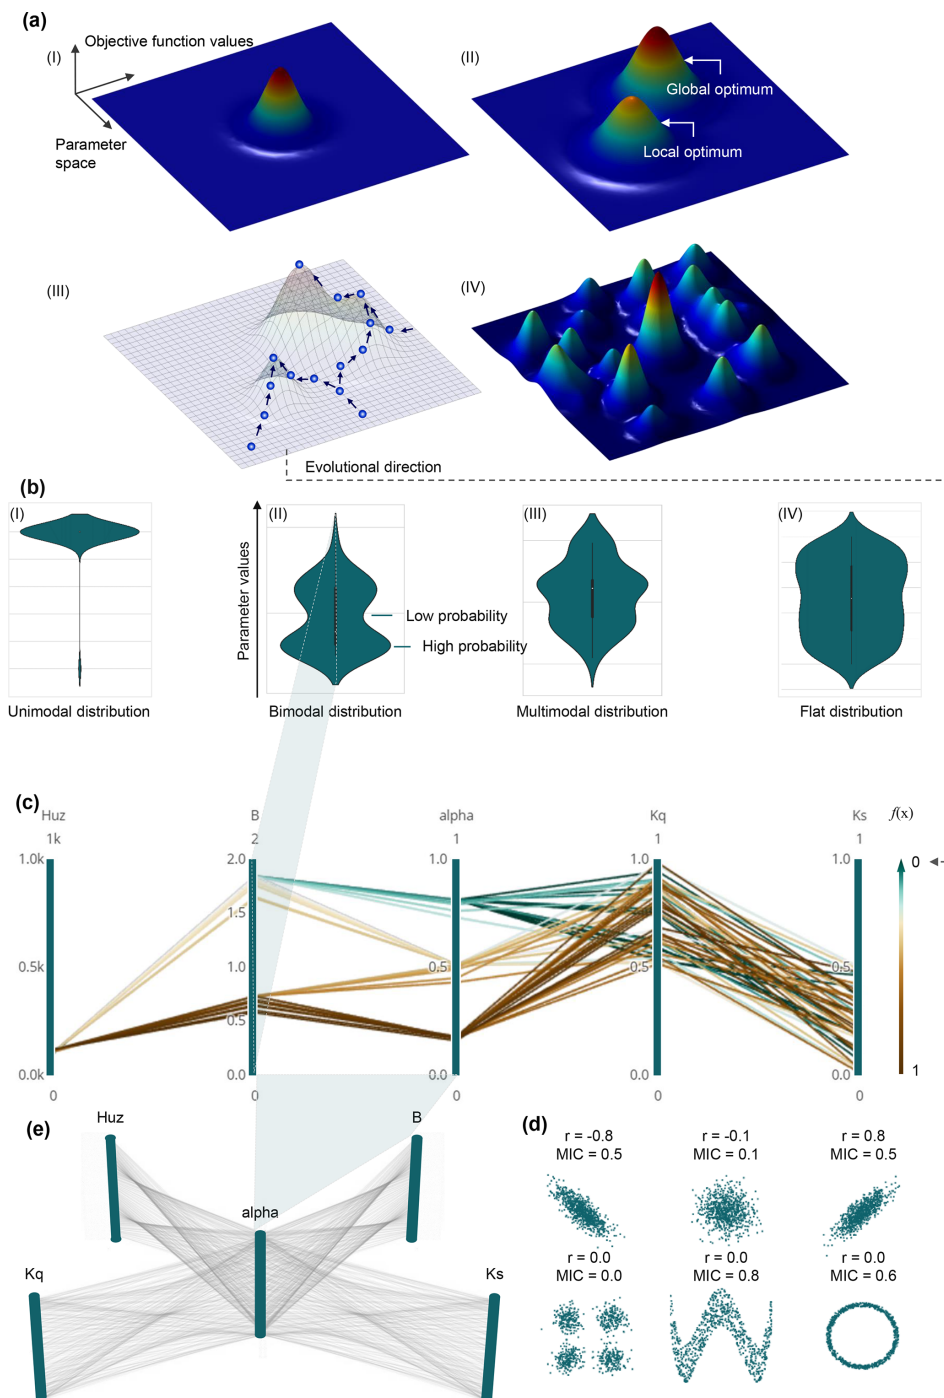 (a)
(I)
Objective function values
Parameter
space
(II)
Global optimum
Local optimum
(III)
(IV)
Evolutional direction
(b)
(I)
Unimodal distribution
Parameter values
(II)
Low probability
High probability
Bimodal distribution
(III)
Multimodal distribution
(IV)
Flat distribution
(c)
Huz B alpha Kq Ks f(x)
1k 2 1 1 1
1.0k 2.0 1.0 1.0 1.0 0
1.5
0.5k 1.0 0.5 0.5 0.5
0.5
0.0k 0.0 0.0 0.0 0.0 1
0 0 0 0 0
(e)
Huz B
alpha
Kq Ks
(d)
r = -0.8 r = -0.1 r = 0.8
MIC = 0.5 MIC = 0.1 MIC = 0.5
r = 0.0 r = 0.0 r = 0.0
MIC = 0.0 MIC = 0.8 MIC = 0.6